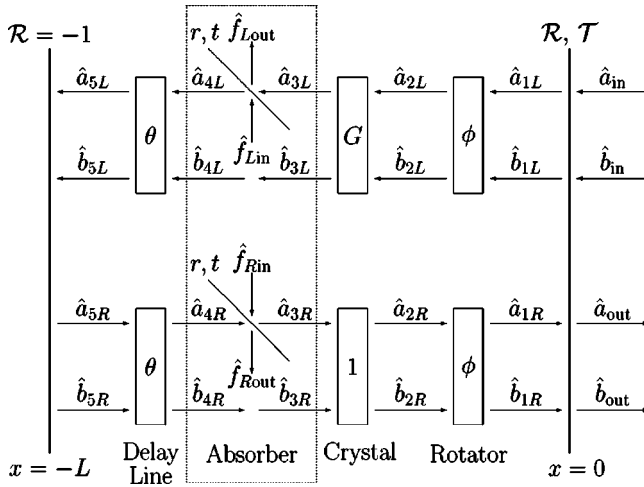 ℛ = −1
r, t f̂_Lout
ℛ, 𝒯
â_5L â_4L â_3L â_2L â_1L â_in
θ G ϕ
b̂_5L b̂_4L f̂_Lin b̂_3L b̂_2L b̂_1L b̂_in
r, t f̂_Rin
â_5R â_4R â_3R â_2R â_1R â_out
θ 1 ϕ
f̂_Rout
b̂_5R b̂_4R b̂_3R b̂_2R b̂_1R b̂_out
Delay Absorber Crystal Rotator
Line
x = −L x = 0